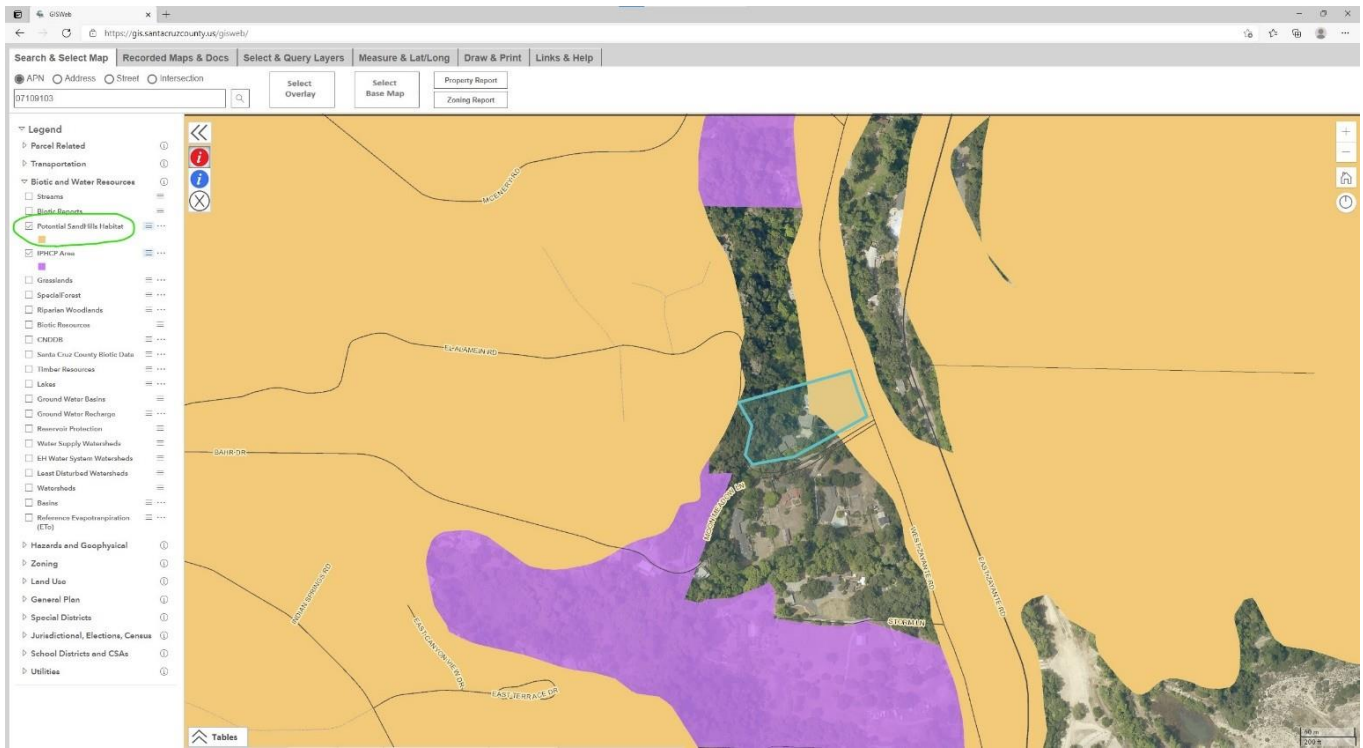 GISWeb
https://gis.santacruzcounty.us/gisweb/
Search & Select Map
Recorded Maps & Docs
Select & Query Layers
Measure & Lat/Long
Draw & Print
Links & Help
APN
Address
Street
Intersection
07109103
Select
Overlay
Select
Base Map
Property Report
Zoning Report
Legend
Parcel Related
Transportation
Biotic and Water Resources
Streams
Biotic Reports
Potential SandHills Habitat
IPHCP Area
Grasslands
SpecialForest
Riparian Woodlands
Biotic Resources
CNDDB
Santa Cruz County Biotic Data
Timber Resources
Lakes
Ground Water Basins
Ground Water Recharge
Reservoir Protection
Water Supply Watersheds
EH Water System Watersheds
Least Disturbed Watersheds
Watersheds
Basins
Reference Evapotranspiration
(ETo)
Hazards and Geophysical
Zoning
Land Use
General Plan
Special Districts
Jurisdictional, Elections, Census
School Districts and CSAs
Utilities
MCENERY RD
EL ALAMEIN RD
BAHR DR
MOON MEADOW LN
WEST ZAYANTE RD
EAST ZAYANTE RD
INDIAN SPRINGS RD
EAST CANYON VIEW DR
EAST TERRACE DR
STORM LN
Tables
60 m
200 ft